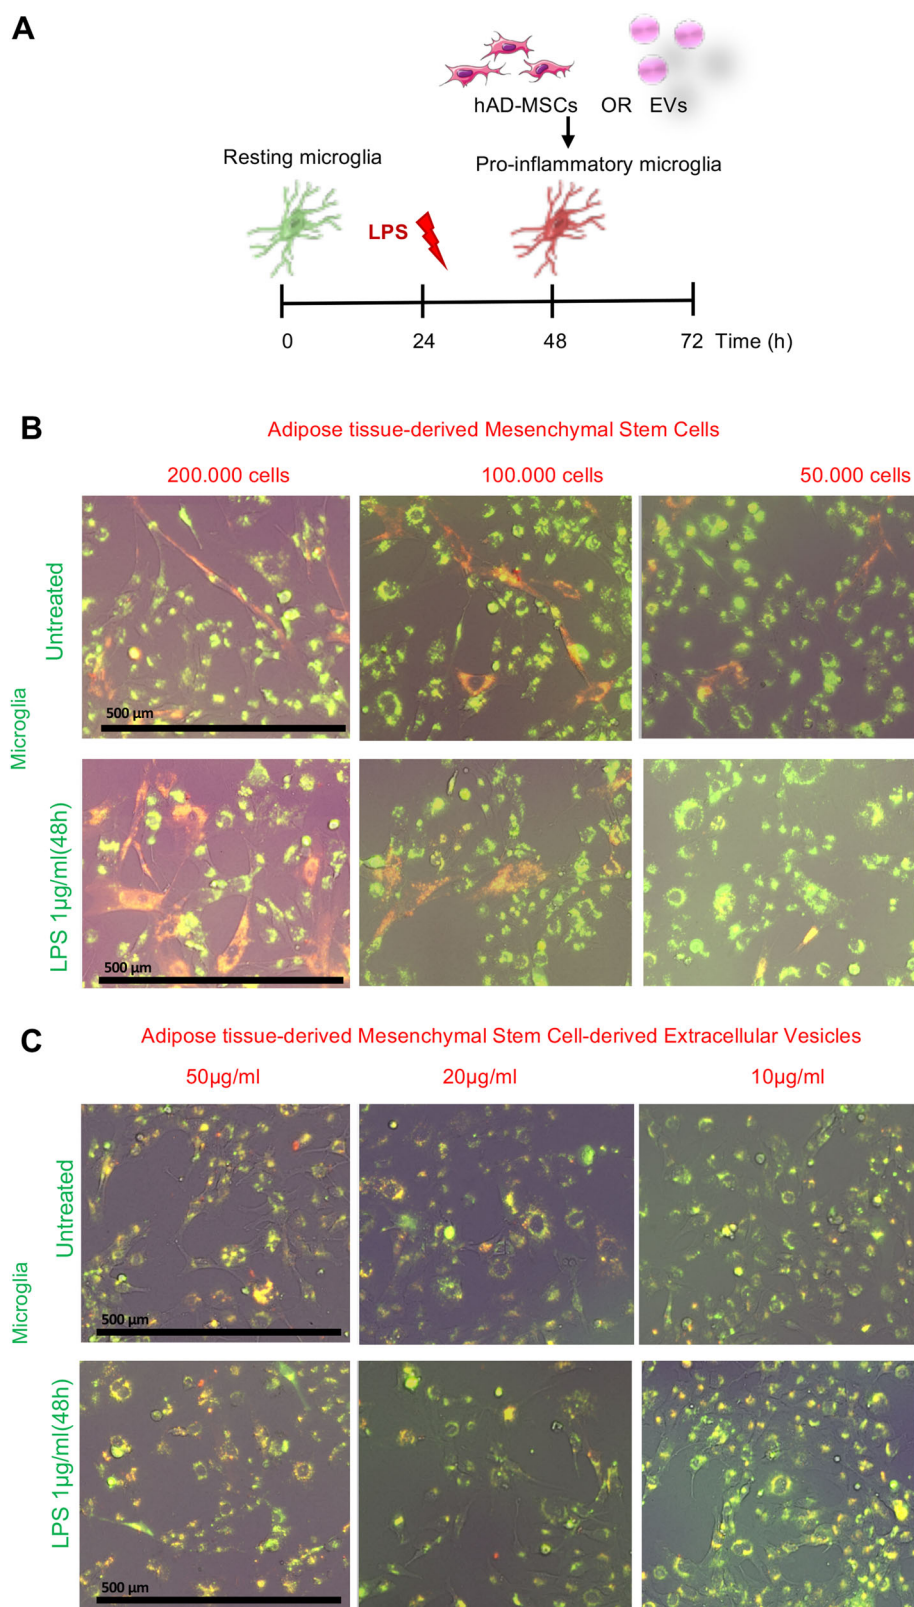 A
hAD-MSCs OR EVs
Resting microglia
Pro-inflammatory microglia
LPS
0 24 48 72 Time (h)
B
Adipose tissue-derived Mesenchymal Stem Cells
200.000 cells 100.000 cells 50.000 cells
Microglia
Untreated
500 µm
LPS 1µg/ml(48h)
500 µm
C
Adipose tissue-derived Mesenchymal Stem Cell-derived Extracellular Vesicles
50µg/ml 20µg/ml 10µg/ml
Microglia
Untreated
500 µm
LPS 1µg/ml(48h)
500 µm